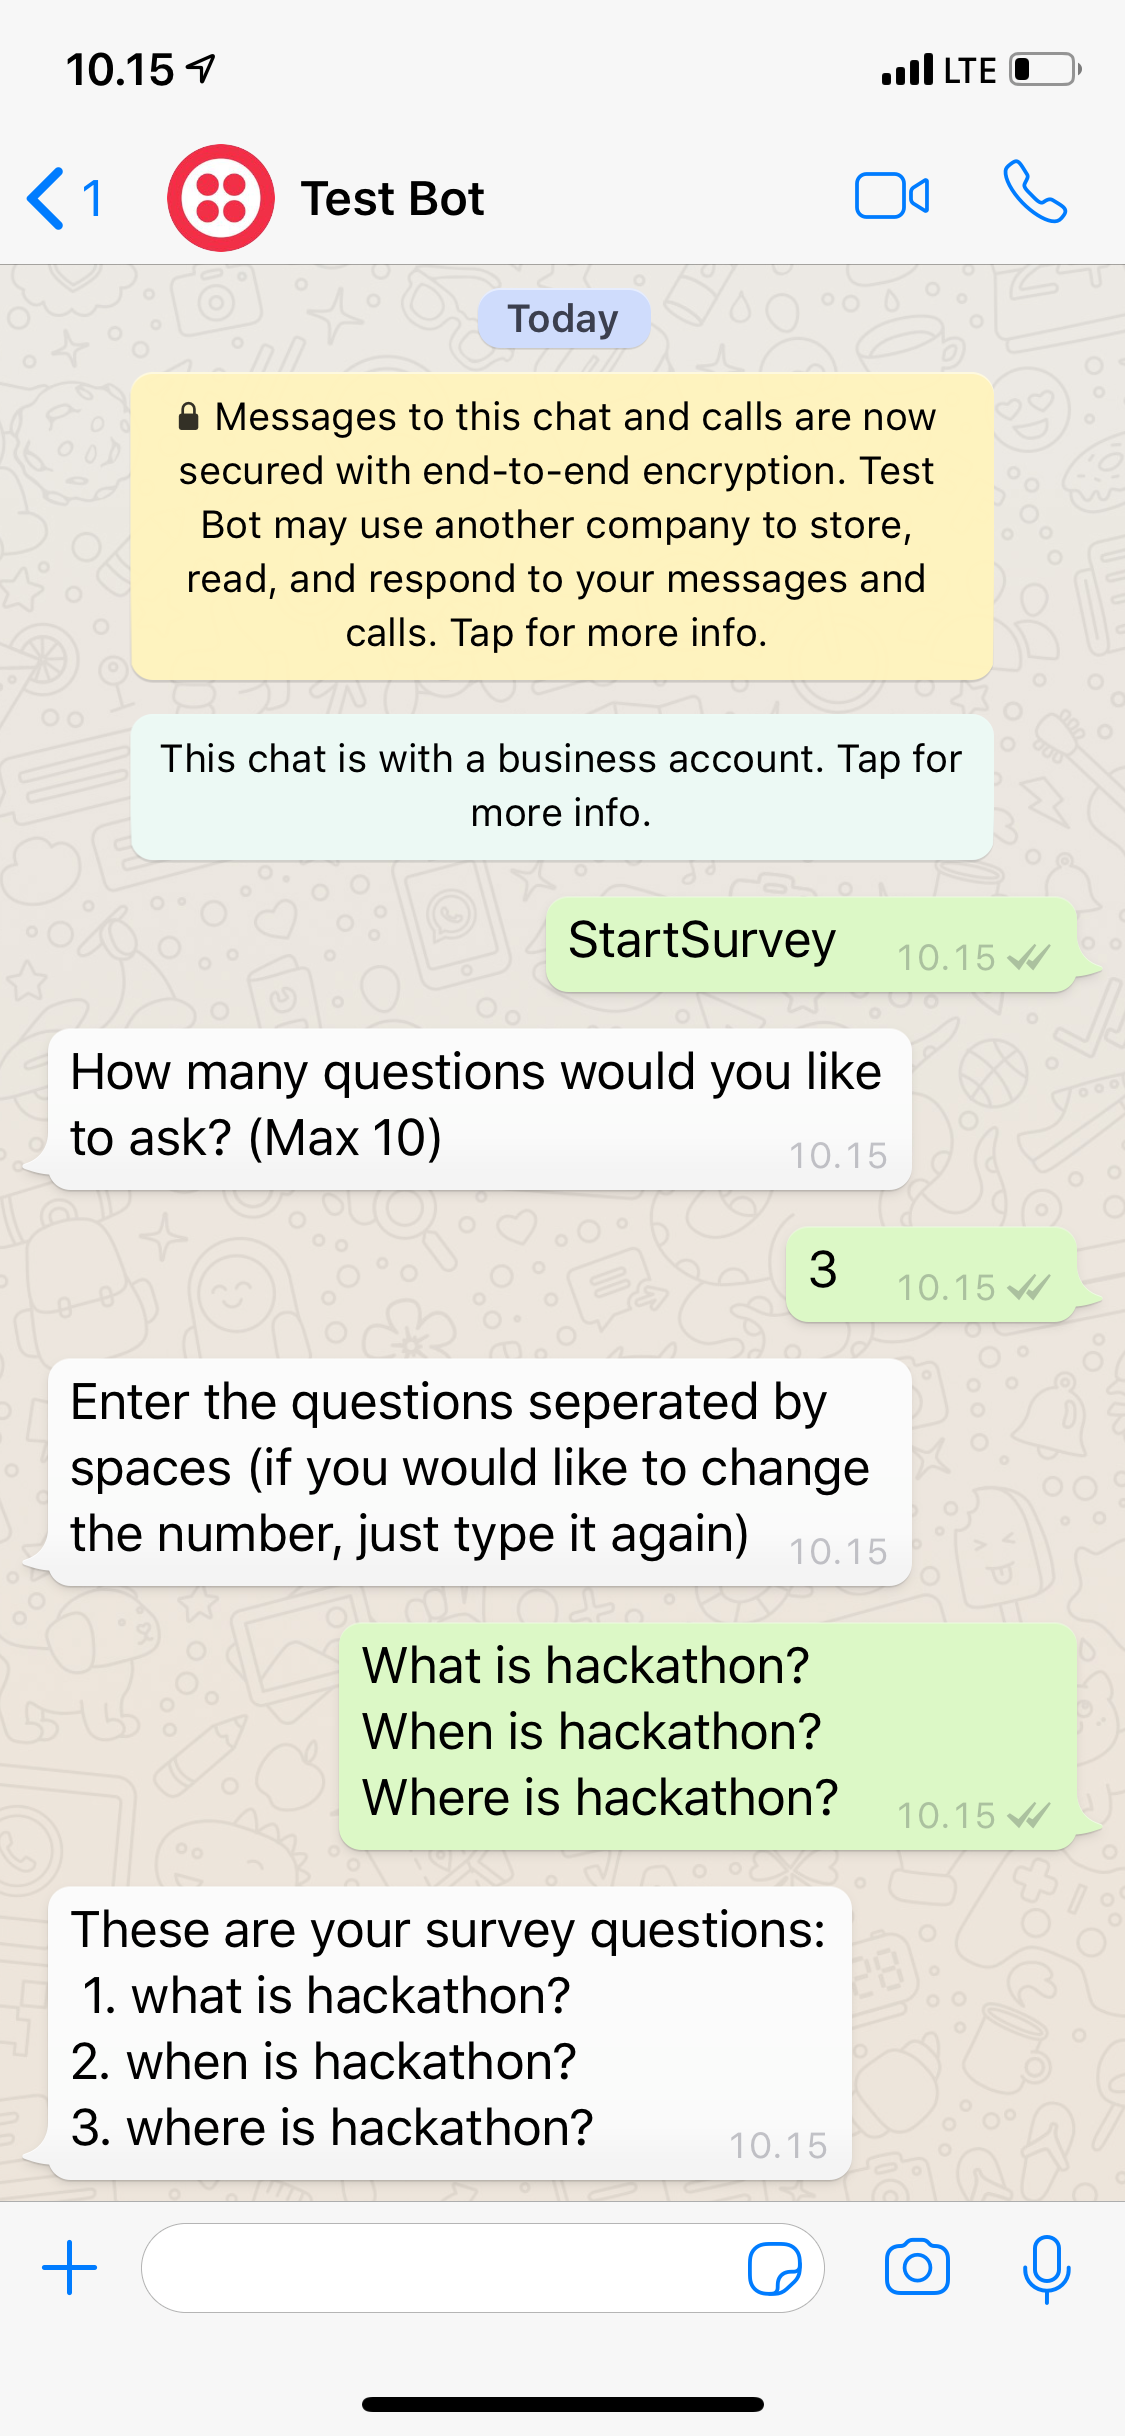 10.15
LTE
1
Test Bot
Today
Messages to this chat and calls are now
secured with end-to-end encryption. Test
Bot may use another company to store,
read, and respond to your messages and
calls. Tap for more info.
This chat is with a business account. Tap for
more info.
StartSurvey
10.15
How many questions would you like
to ask? (Max 10)
10.15
3
10.15
Enter the questions seperated by
spaces (if you would like to change
the number, just type it again)
10.15
What is hackathon?
When is hackathon?
Where is hackathon?
10.15
These are your survey questions:
1. what is hackathon?
2. when is hackathon?
3. where is hackathon?
10.15